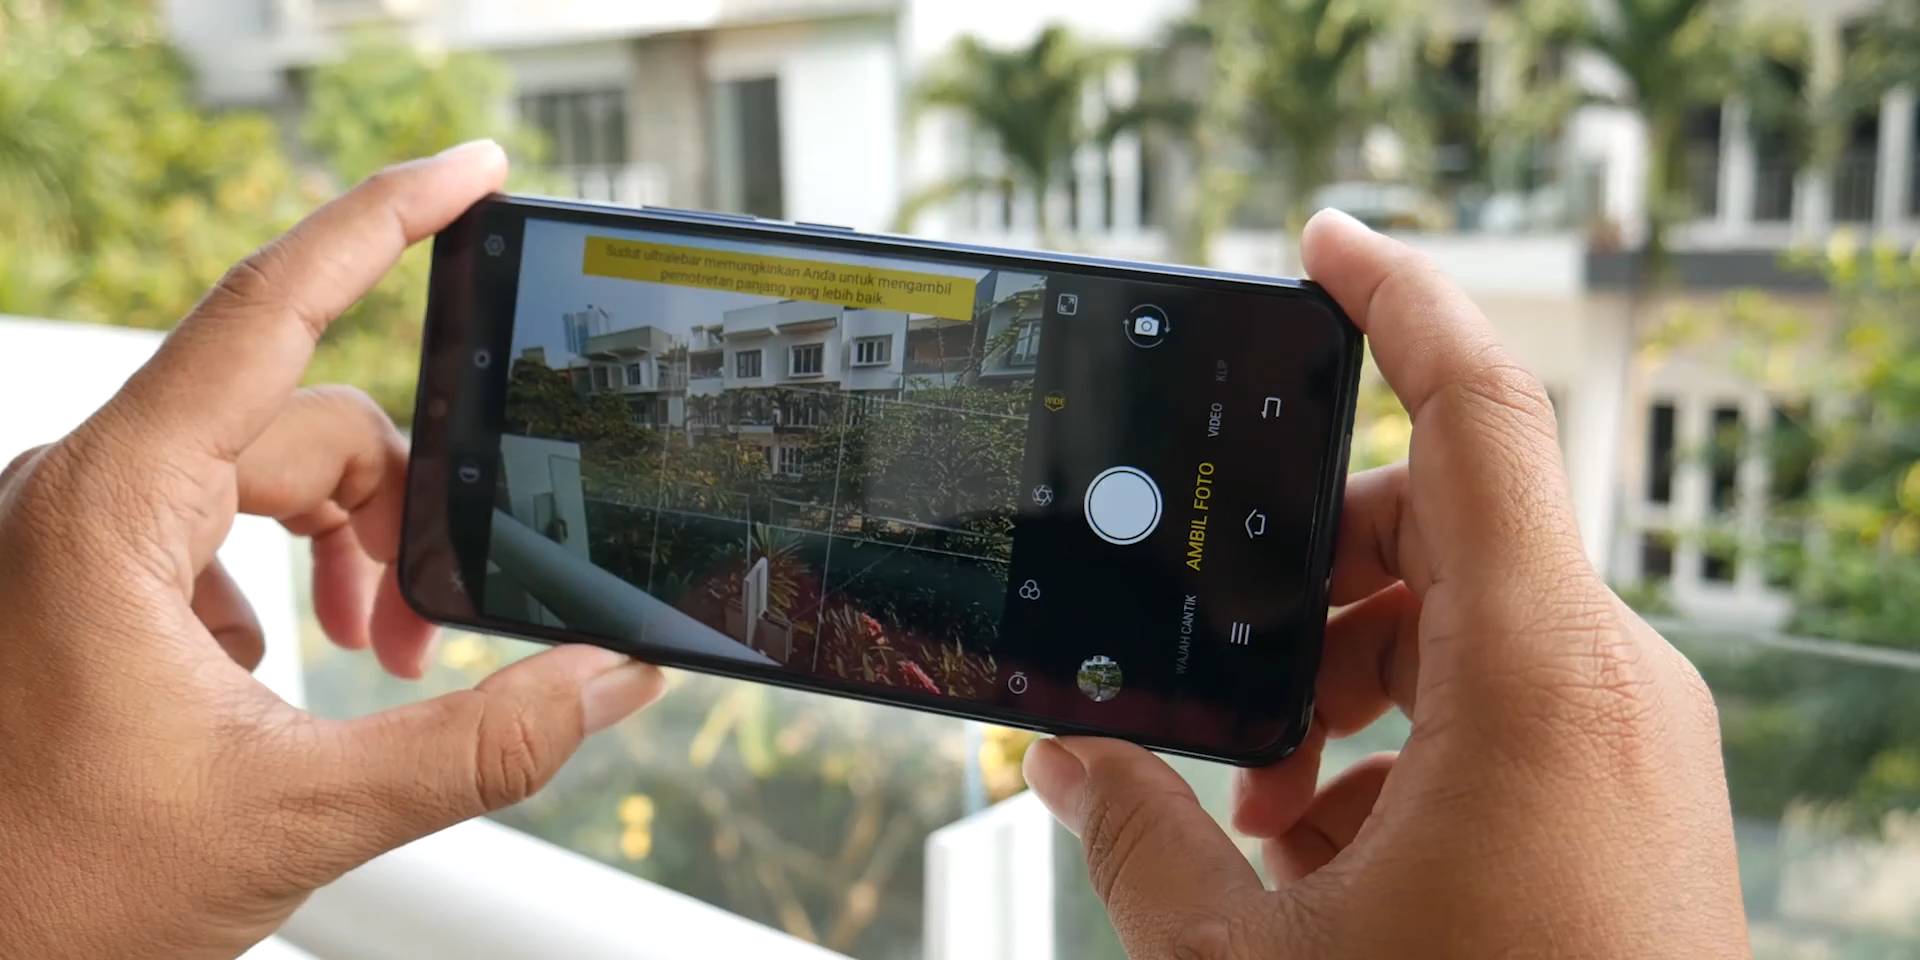 Sudut ultralebar memungkinkan Anda untuk mengambil
pemotretan panjang yang lebih baik.
WIDE
KLIP
VIDEO
AMBIL FOTO
WAJAH CANTIK